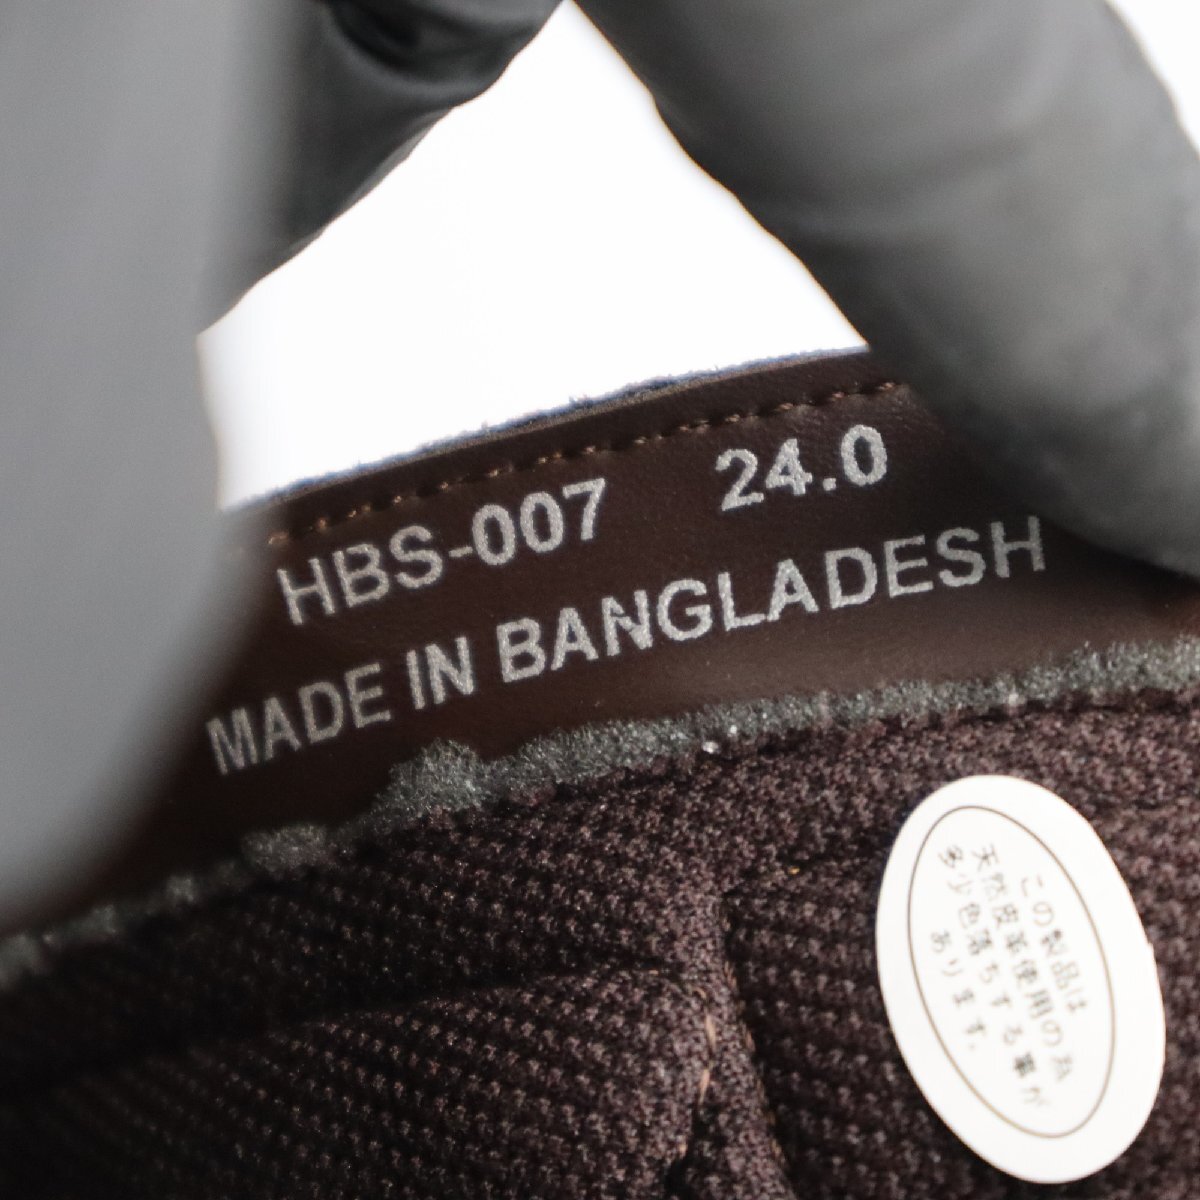 HBS-007 24.0
MADE IN BANGLADESH
この製品は
天然皮革使用の為
多少色落ちする事が
あります。